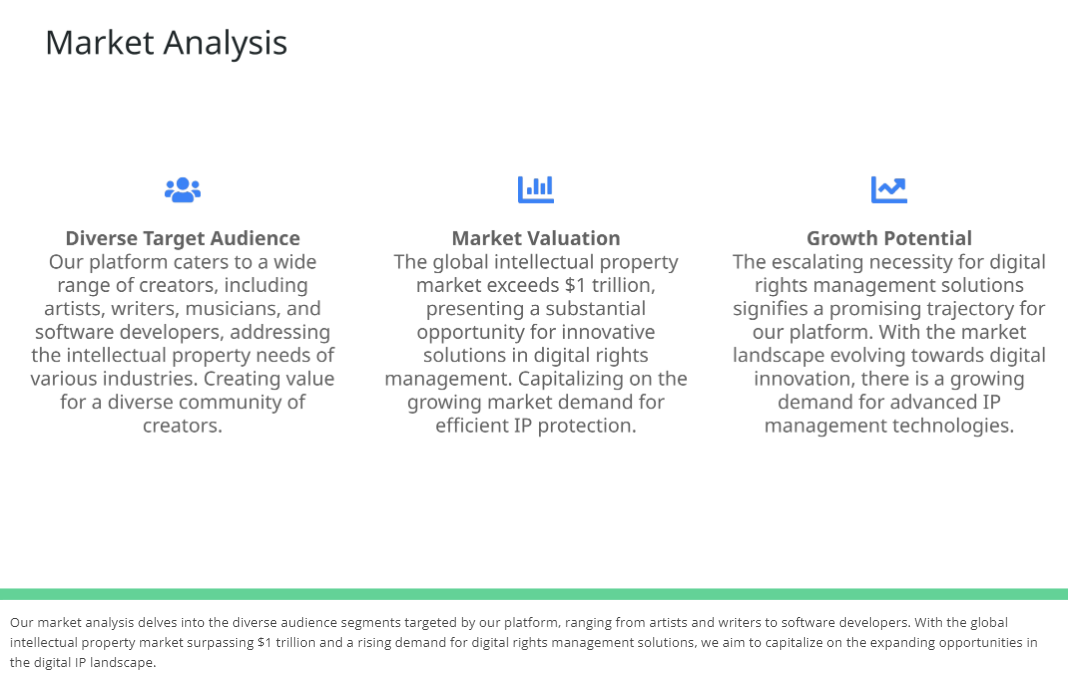 Market Analysis
Diverse Target Audience
Our platform caters to a wide
range of creators, including
artists, writers, musicians, and
software developers, addressing
the intellectual property needs of
various industries. Creating value
for a diverse community of
creators.
Market Valuation
The global intellectual property
market exceeds $1 trillion,
presenting a substantial
opportunity for innovative
solutions in digital rights
management. Capitalizing on the
growing market demand for
efficient IP protection.
Growth Potential
The escalating necessity for digital
rights management solutions
signifies a promising trajectory for
our platform. With the market
landscape evolving towards digital
innovation, there is a growing
demand for advanced IP
management technologies.
Our market analysis delves into the diverse audience segments targeted by our platform, ranging from artists and writers to software developers. With the global
intellectual property market surpassing $1 trillion and a rising demand for digital rights management solutions, we aim to capitalize on the expanding opportunities in
the digital IP landscape.